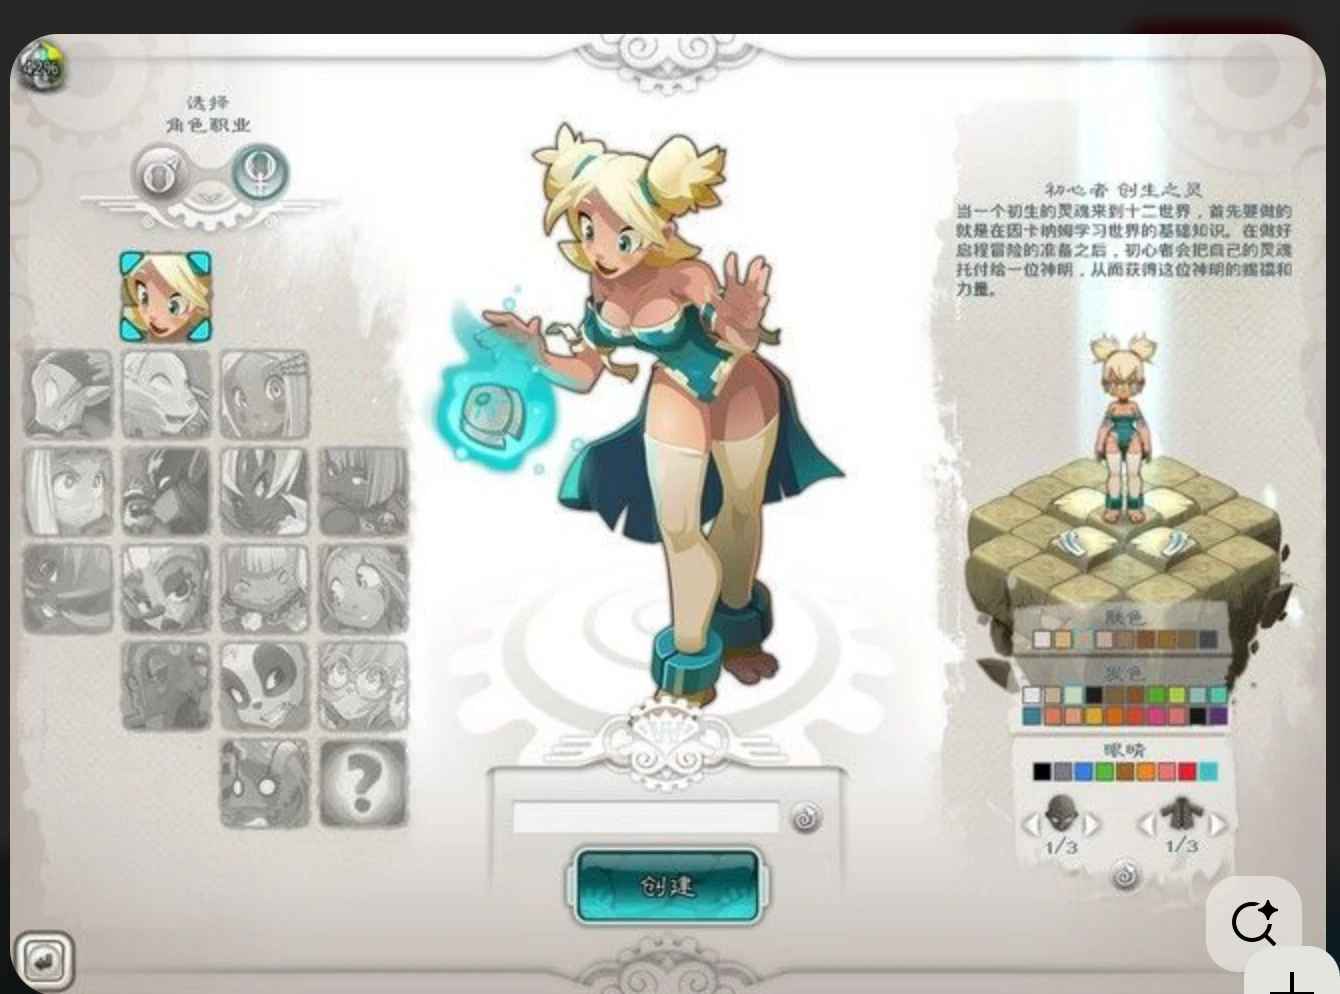 42%
选择
角色职业
初心者 创生之灵
当一个初生的灵魂来到十二世界，首先要做的
就是在因卡纳姆学习世界的基础知识。在做好
启程冒险的准备之后，初心者会把自己的灵魂
托付给一位神明，从而获得这位神明的赐福和
力量。
肤色
发色
眼睛
1/3
1/3
?
创建